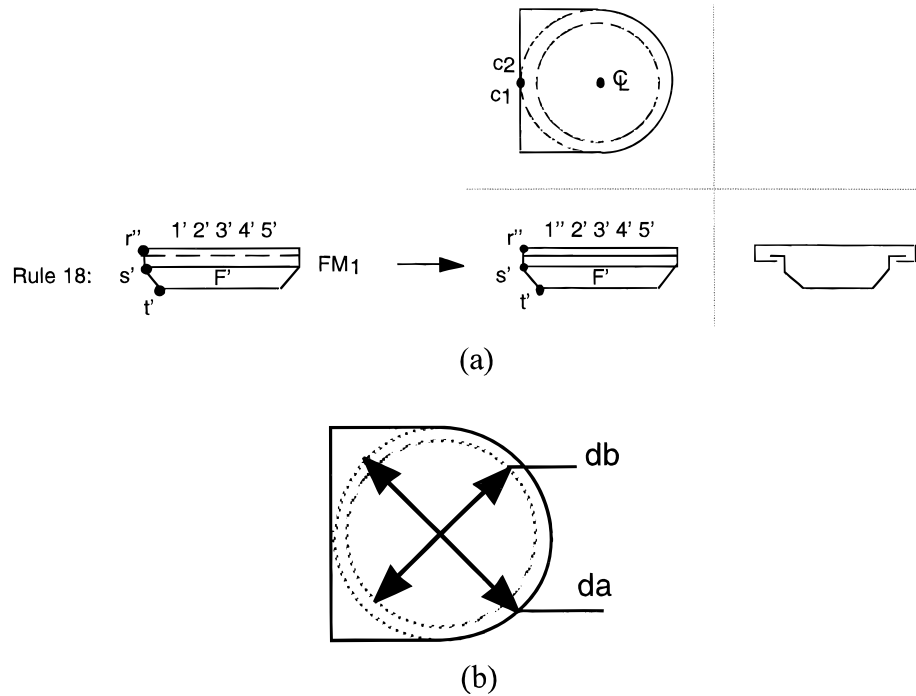 c2
c1
℄
r" 1' 2' 3' 4' 5'
Rule 18: s' F' FM1
t'
r" 1" 2' 3' 4' 5'
s' F'
t'
(a)
db
da
(b)